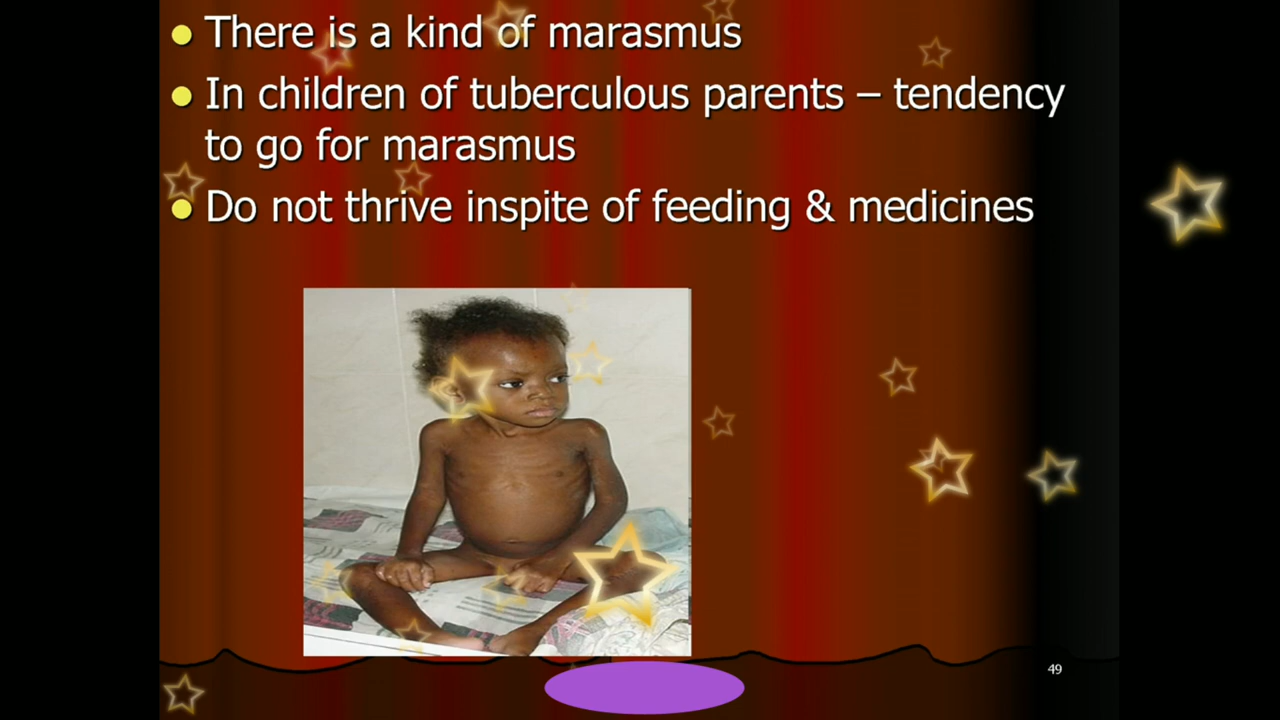 There is a kind of marasmus
In children of tuberculous parents – tendency
to go for marasmus
Do not thrive inspite of feeding & medicines
49